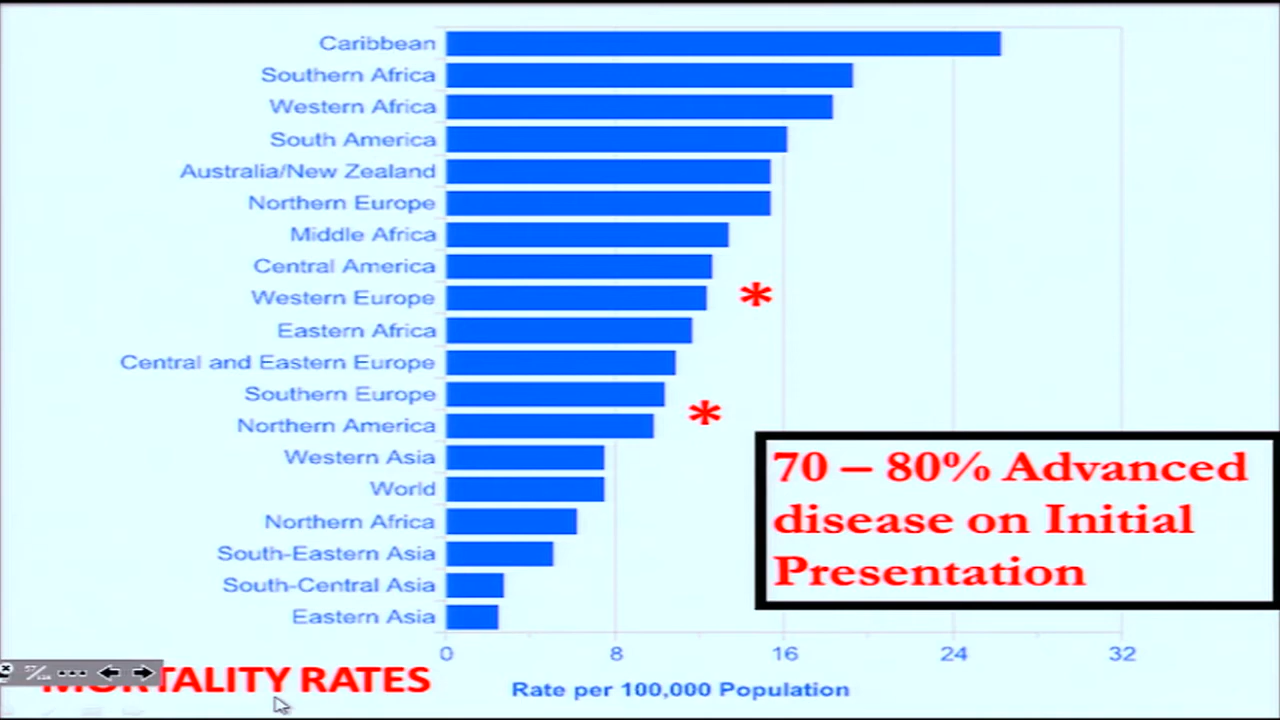 Caribbean
Southern Africa
Western Africa
South America
Australia/New Zealand
Northern Europe
Middle Africa
Central America
Western Europe
*
Eastern Africa
Central and Eastern Europe
Southern Europe
Northern America
*
Western Asia
World
Northern Africa
South-Eastern Asia
South-Central Asia
Eastern Asia
70 – 80% Advanced
disease on Initial
Presentation
0 8 16 24 32
MORTALITY RATES
Rate per 100,000 Population